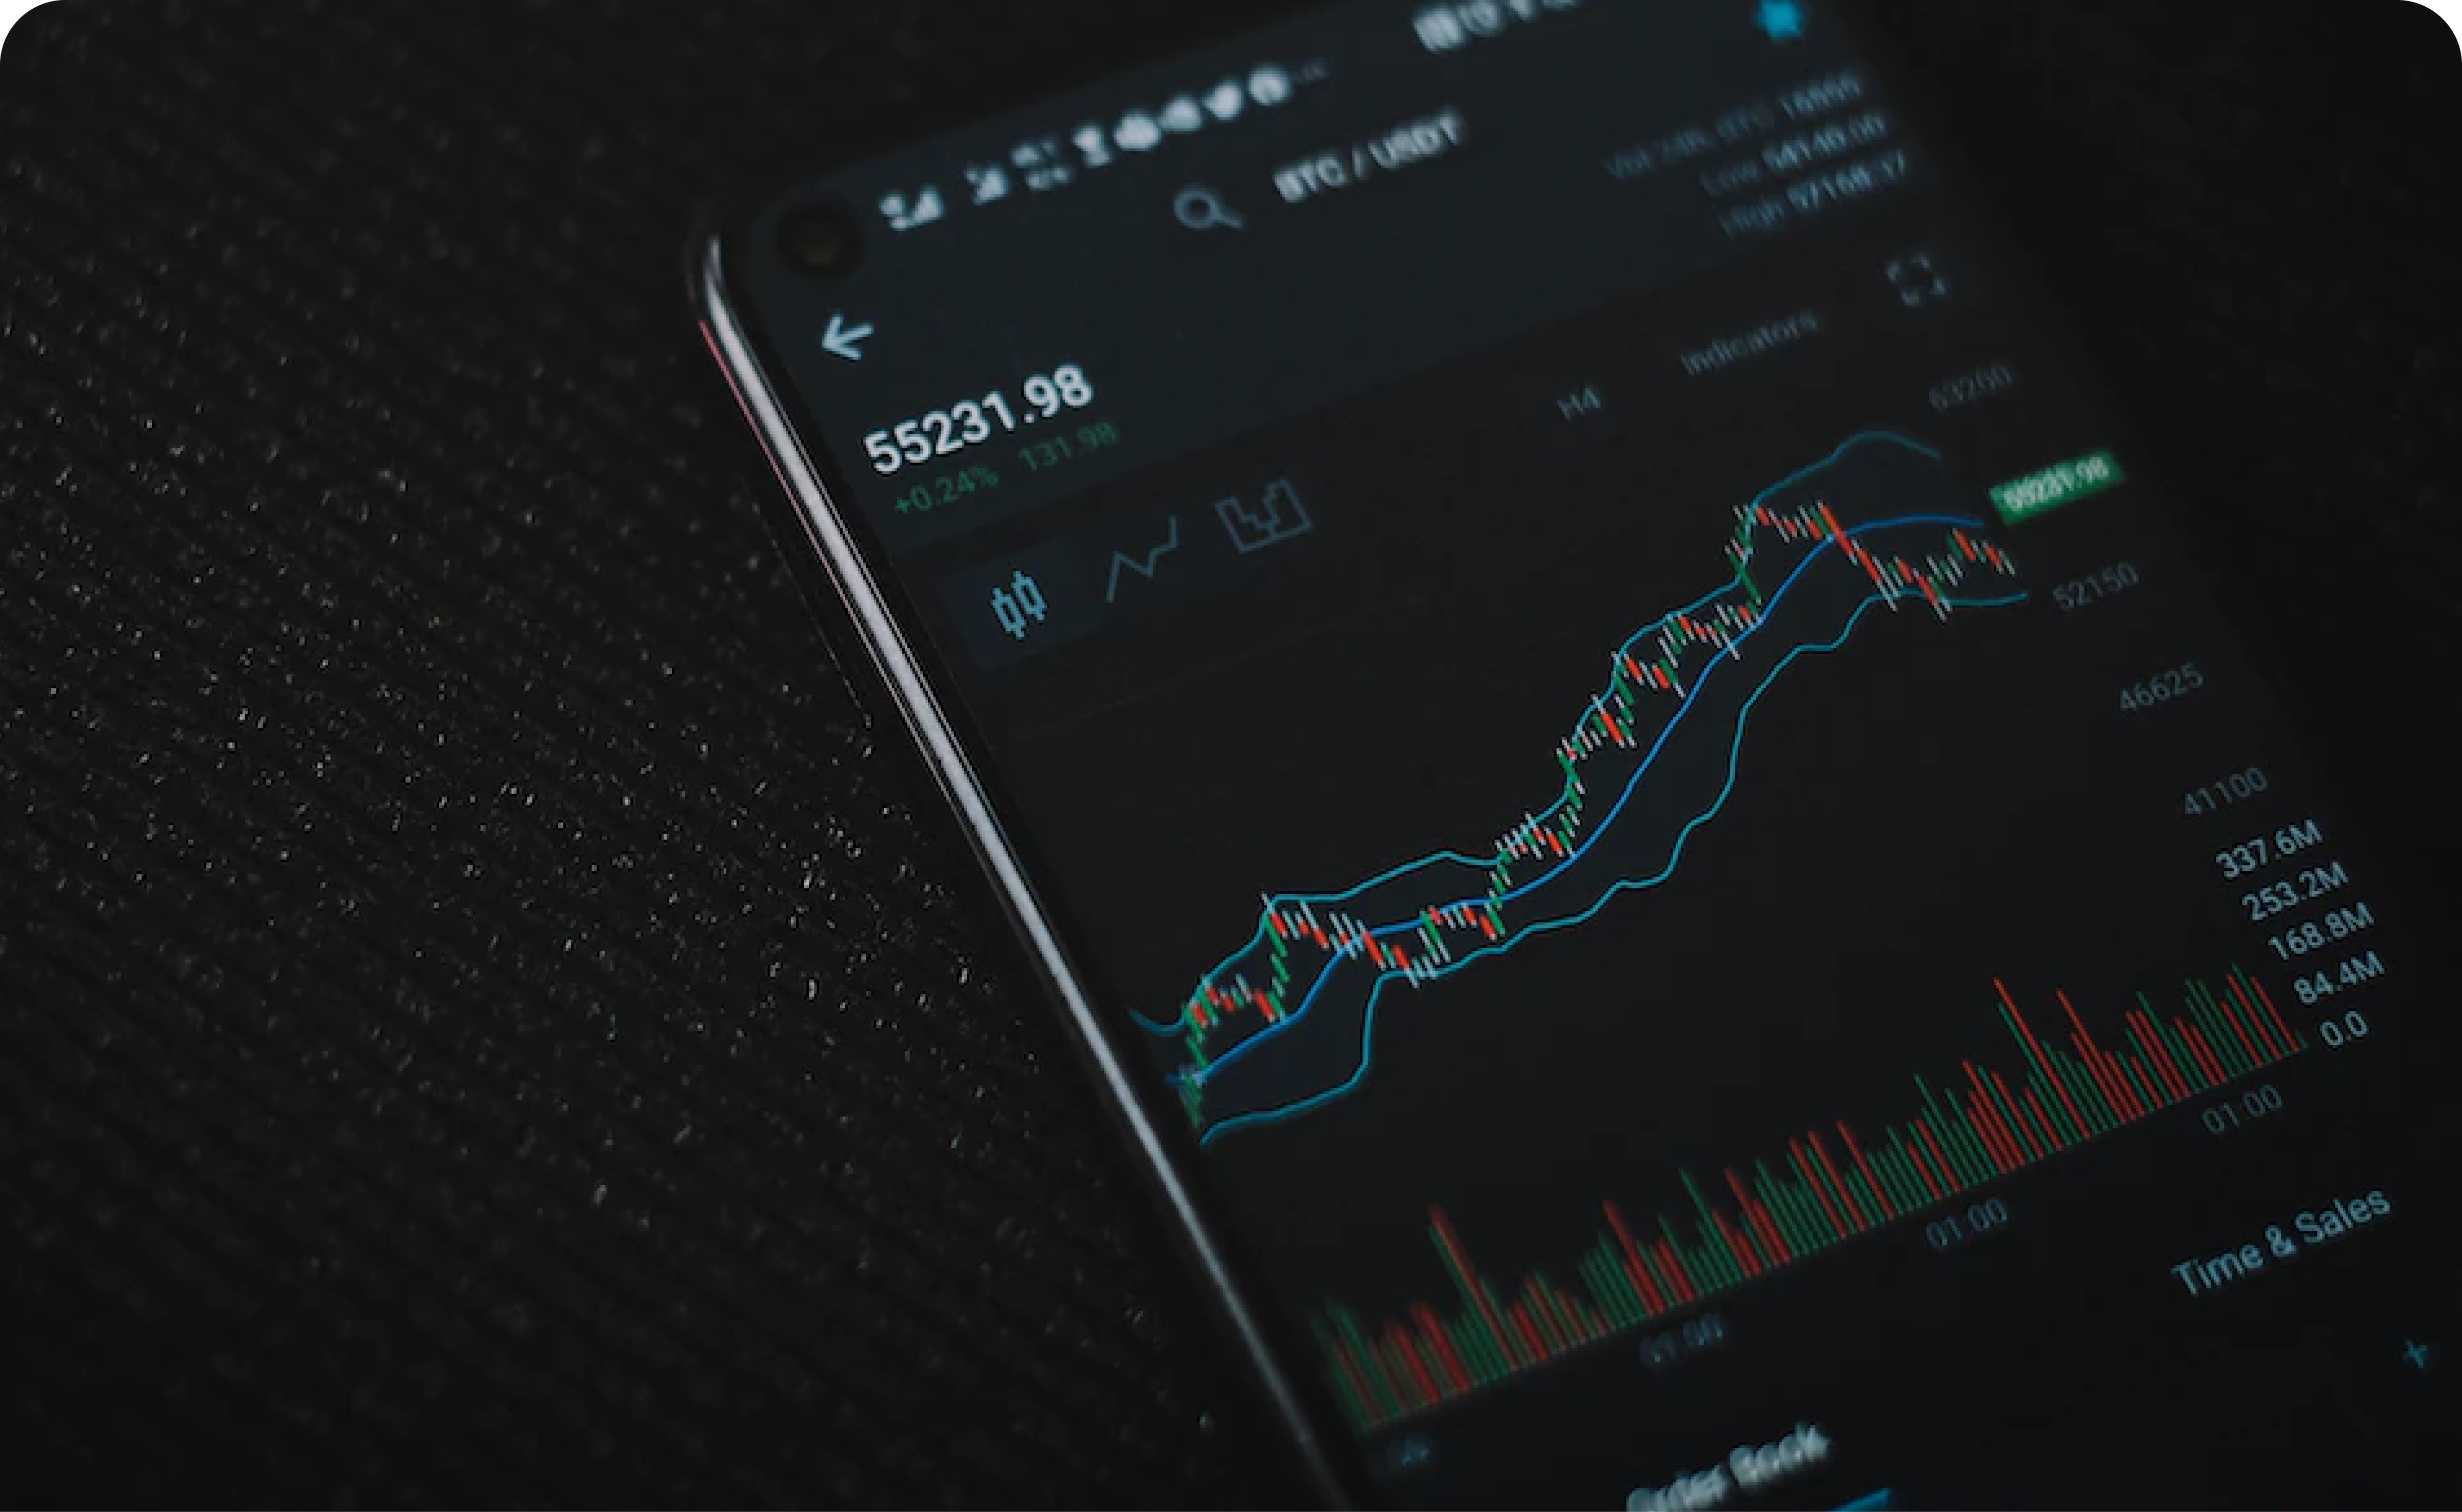 BTC / USDT
Vol 24h, BTC 16555
Low 54140.00
High 57168.17
55231.98
+0.24% 131.98
H4
Indicators
63200
55231.98
52150
46625
41100
337.6M
253.2M
168.8M
84.4M
0.0
01:00
01:00
01:00
Time & Sales
Order Book